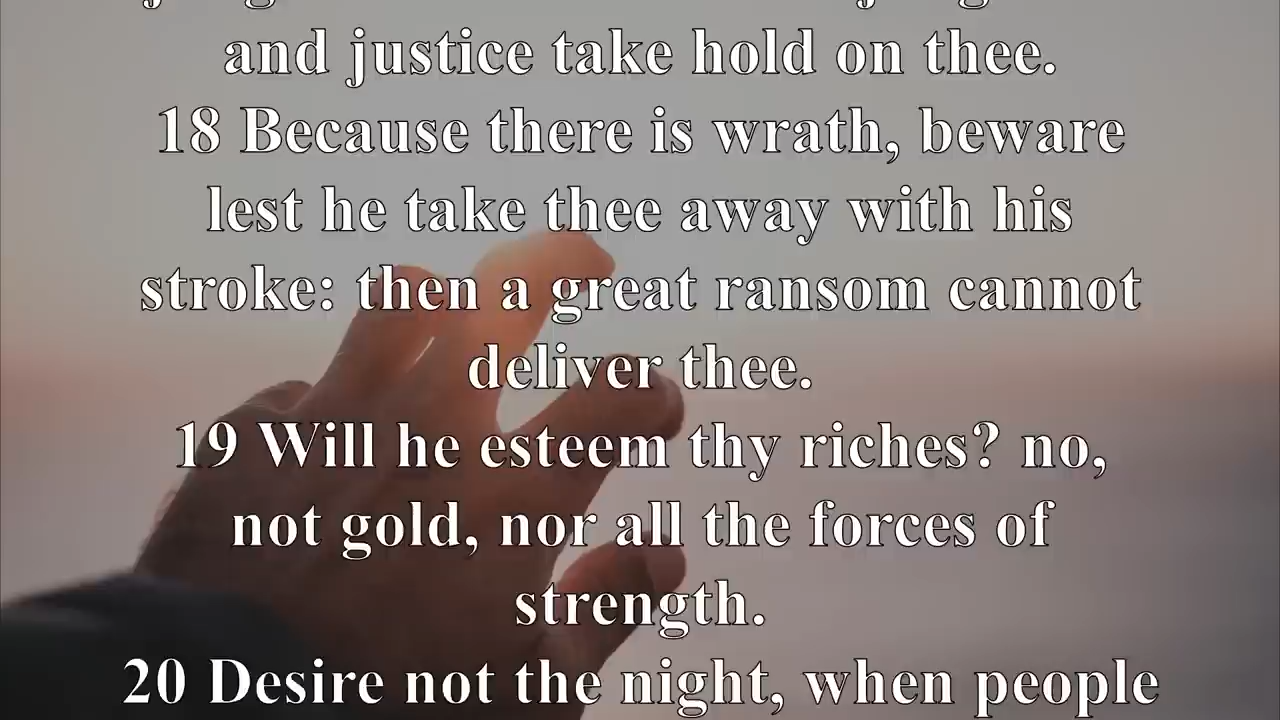 and justice take hold on thee.
18 Because there is wrath, beware
lest he take thee away with his
stroke: then a great ransom cannot
deliver thee.
19 Will he esteem thy riches? no,
not gold, nor all the forces of
strength.
20 Desire not the night, when people